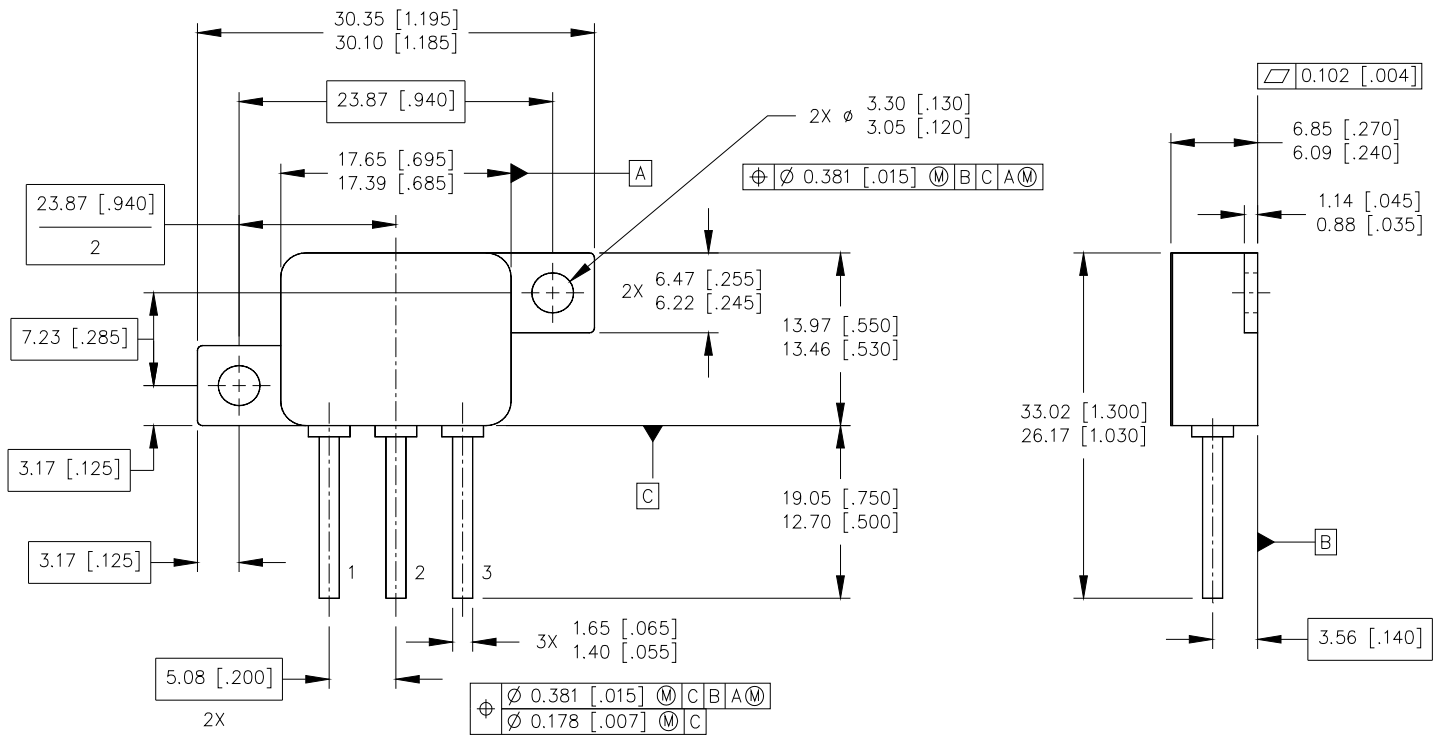 30.35 [1.195]
30.10 [1.185]
23.87 [.940]
2X ⌀ 3.30 [.130]
3.05 [.120]
⏥ 0.102 [.004]
17.65 [.695]
17.39 [.685]
A
⌖ ⌀ 0.381 [.015] Ⓜ B C A Ⓜ
6.85 [.270]
6.09 [.240]
23.87 [.940]
2
1.14 [.045]
0.88 [.035]
2X 6.47 [.255]
6.22 [.245]
7.23 [.285]
13.97 [.550]
13.46 [.530]
33.02 [1.300]
26.17 [1.030]
3.17 [.125]
C
19.05 [.750]
12.70 [.500]
B
3.17 [.125]
1 2 3
3X 1.65 [.065]
1.40 [.055]
3.56 [.140]
5.08 [.200]
2X
⌖ ⌀ 0.381 [.015] Ⓜ C B A Ⓜ
⌀ 0.178 [.007] Ⓜ C